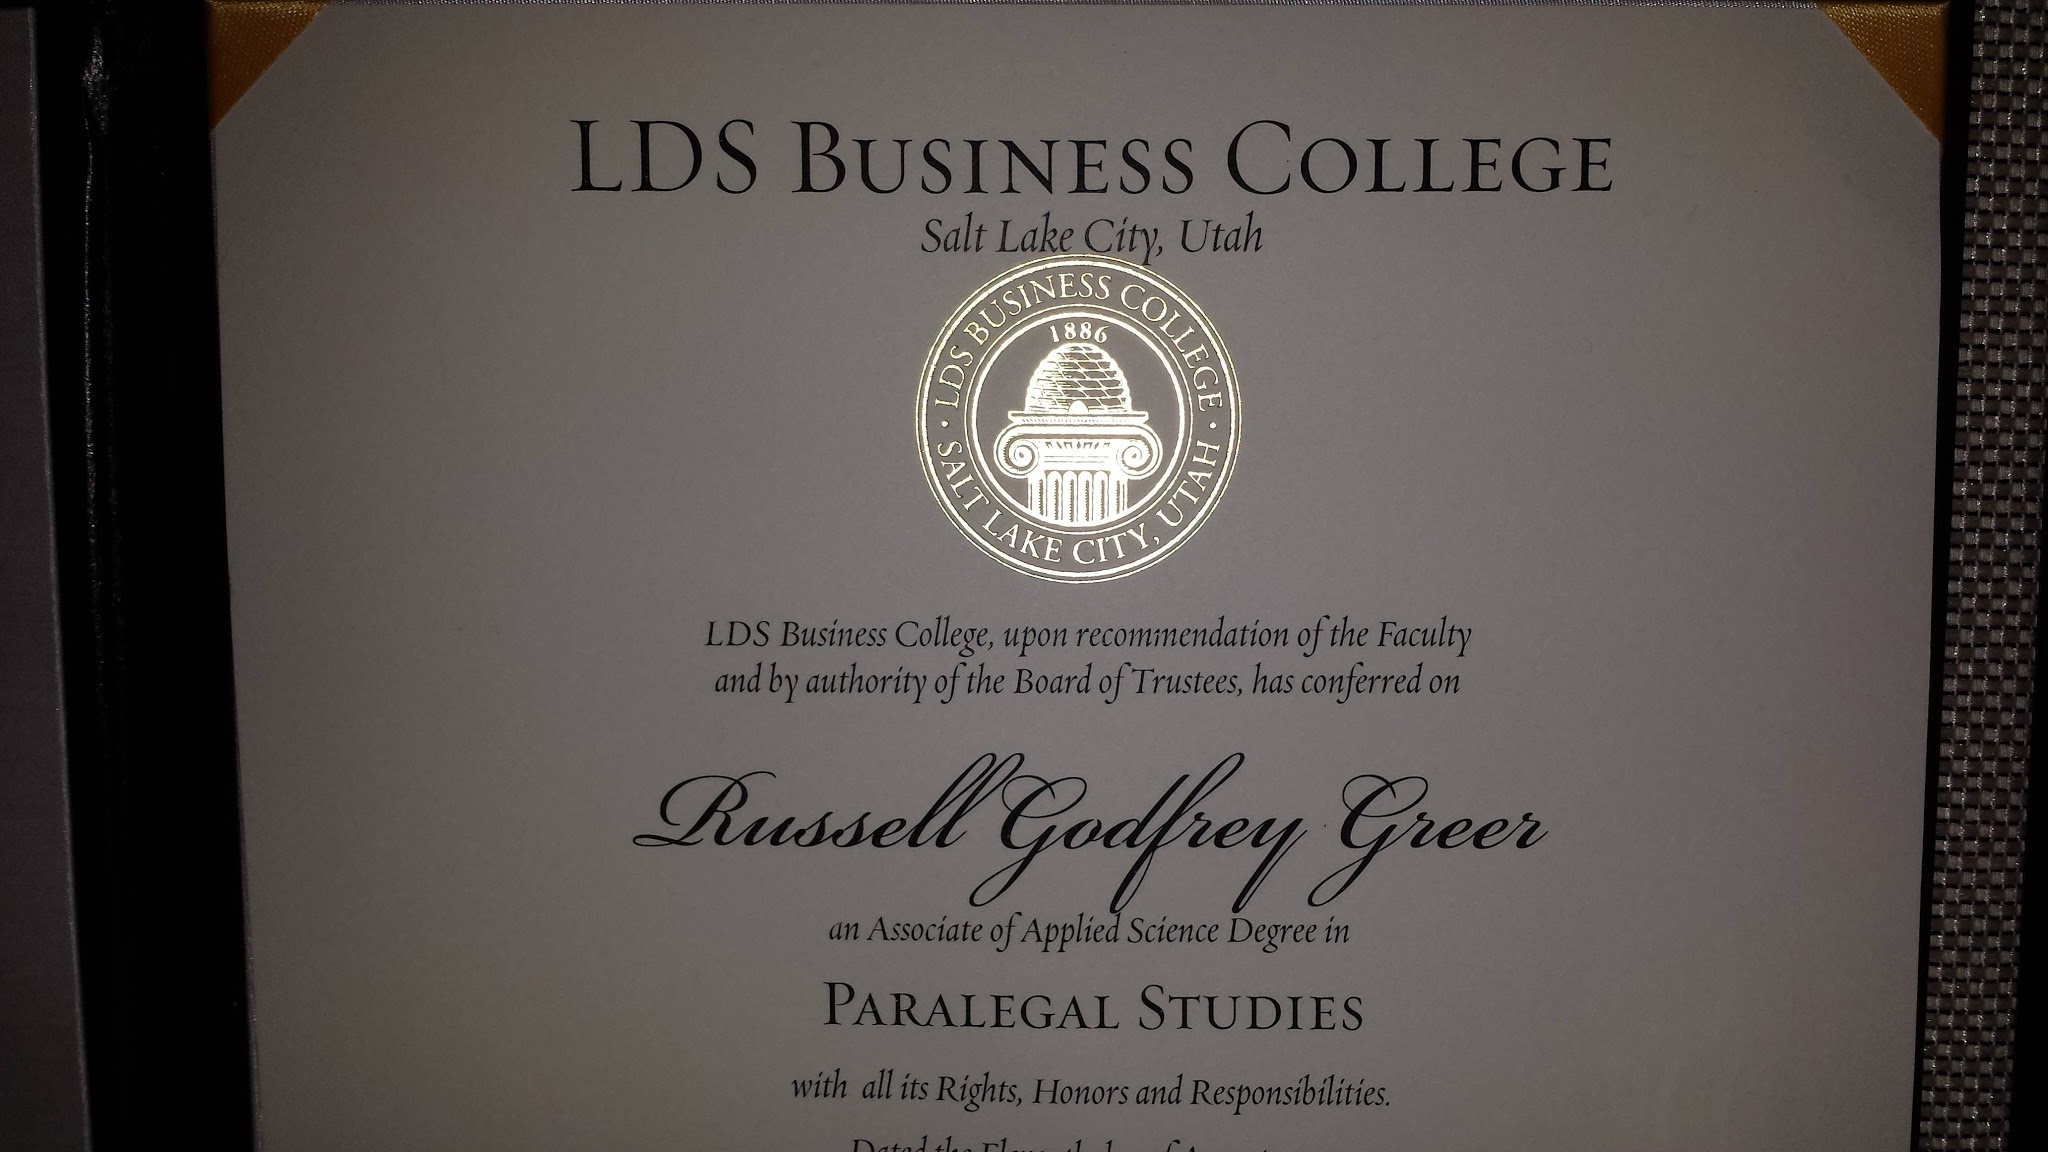 LDS BUSINESS COLLEGE
Salt Lake City, Utah
LDS BUSINESS COLLEGE
1886
SALT LAKE CITY, UTAH
LDS Business College, upon recommendation of the Faculty
and by authority of the Board of Trustees, has conferred on
Russell Godfrey Greer
an Associate of Applied Science Degree in
PARALEGAL STUDIES
with all its Rights, Honors and Responsibilities.
Dated the